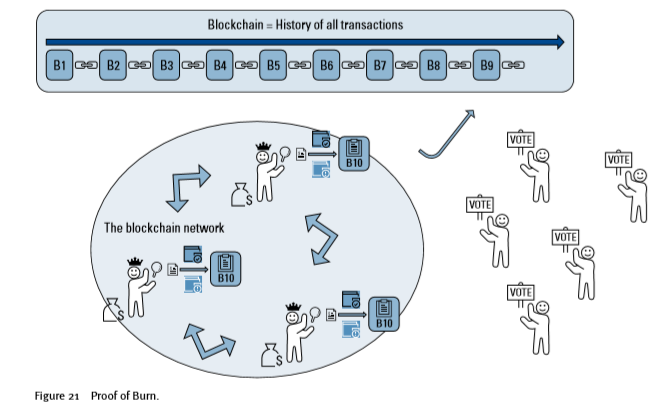 Blockchain = History of all transactions
B1 B2 B3 B4 B5 B6 B7 B8 B9
VOTE
VOTE
B10
$
VOTE
The blockchain network
VOTE
B10
$
VOTE
B10
$
Figure 21 Proof of Burn.